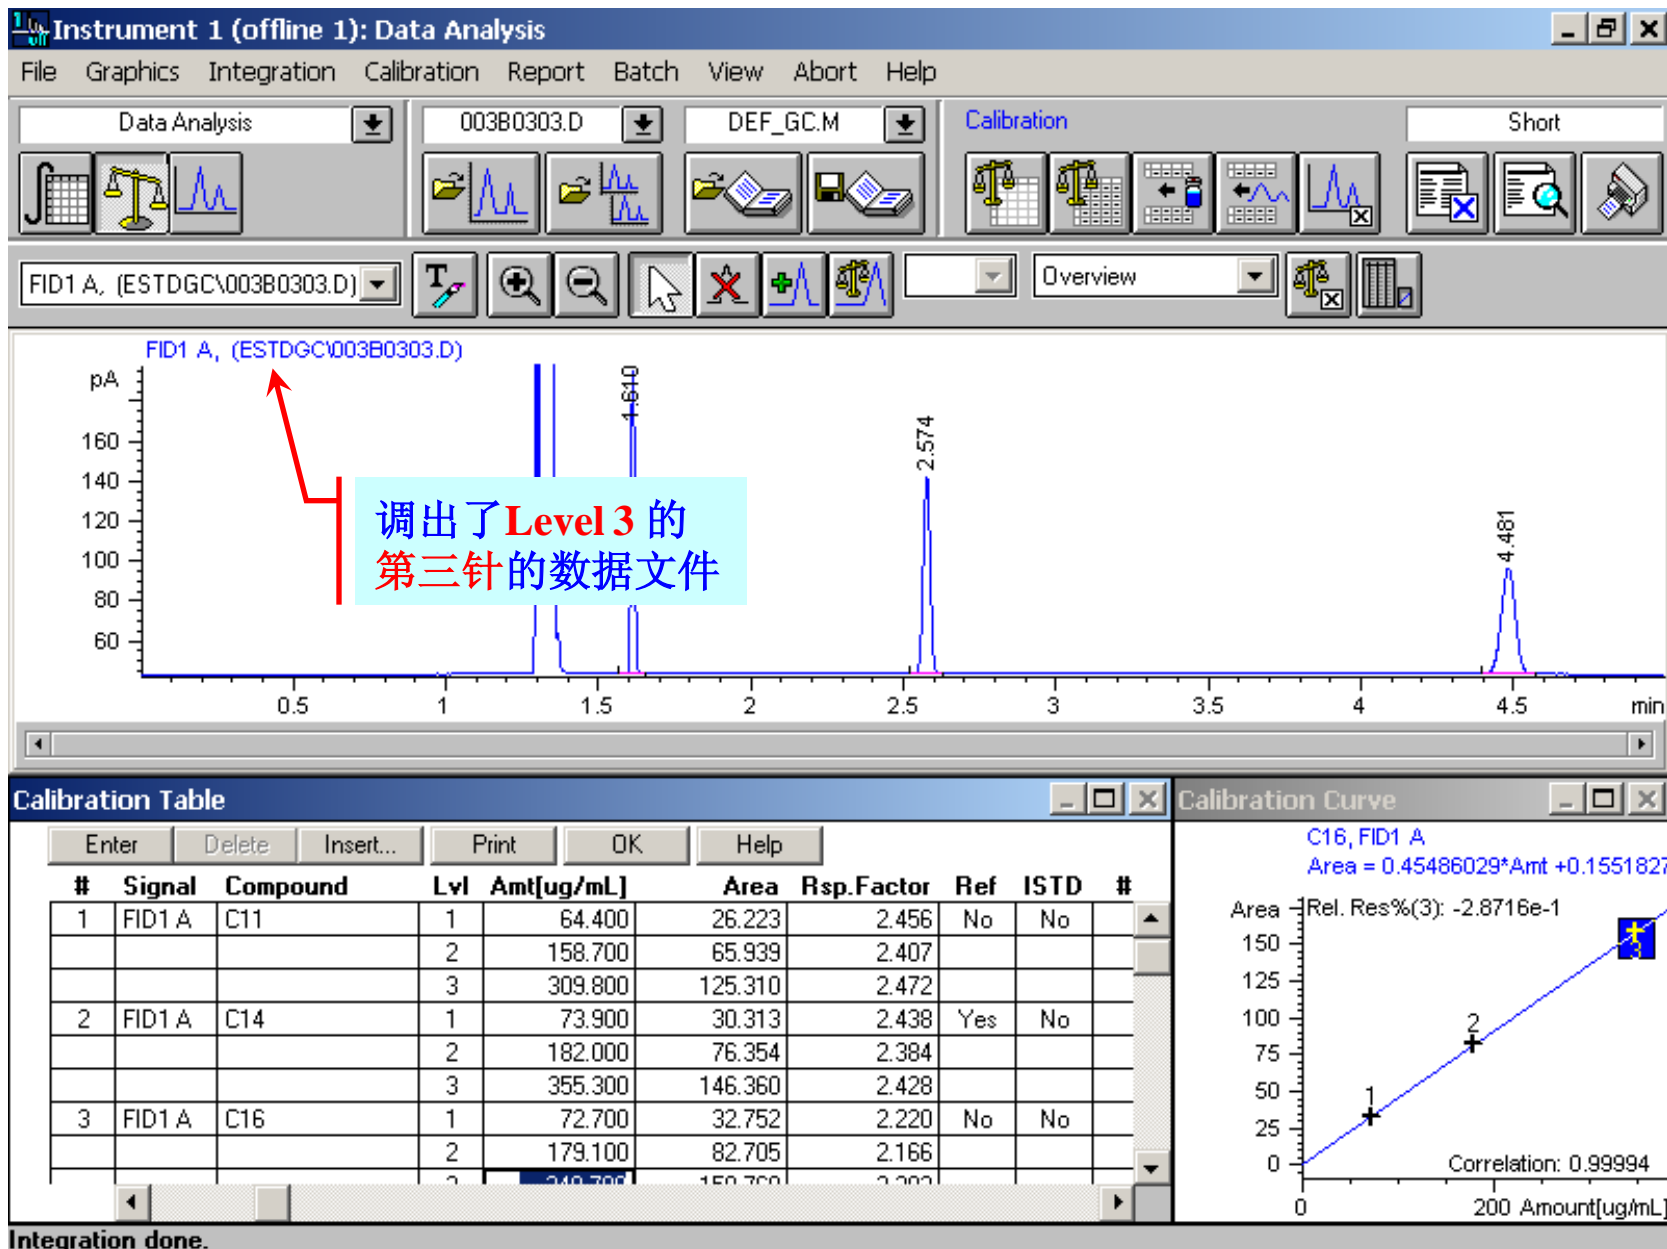 Instrument 1 (offline 1): Data Analysis
File Graphics Integration Calibration Report Batch View Abort Help
Data Analysis 003B0303.D DEF_GC.M Calibration Short
FID1 A, (ESTDGC\003B0303.D) Overview
FID1 A, (ESTDGC\003B0303.D)
pA
160
140
120
100
80
60
1.610
2.574
4.481
调出了Level 3 的
第三针的数据文件
0.5 1 1.5 2 2.5 3 3.5 4 4.5 min
Calibration Table
Enter Delete Insert... Print OK Help
# Signal Compound Lvl Amt[ug/mL] Area Rsp.Factor Ref ISTD #
1 FID1 A C11 1 64.400 26.223 2.456 No No
2 158.700 65.939 2.407
3 309.800 125.310 2.472
2 FID1 A C14 1 73.900 30.313 2.438 Yes No
2 182.000 76.354 2.384
3 355.300 146.360 2.428
3 FID1 A C16 1 72.700 32.752 2.220 No No
2 179.100 82.705 2.166
Calibration Curve
C16, FID1 A
Area = 0.45486029*Amt +0.1551827
Area
Rel. Res%(3): -2.8716e-1
150
125
100
75
50
25
0
1
2
3
Correlation: 0.99994
0 200 Amount[ug/mL]
Integration done.